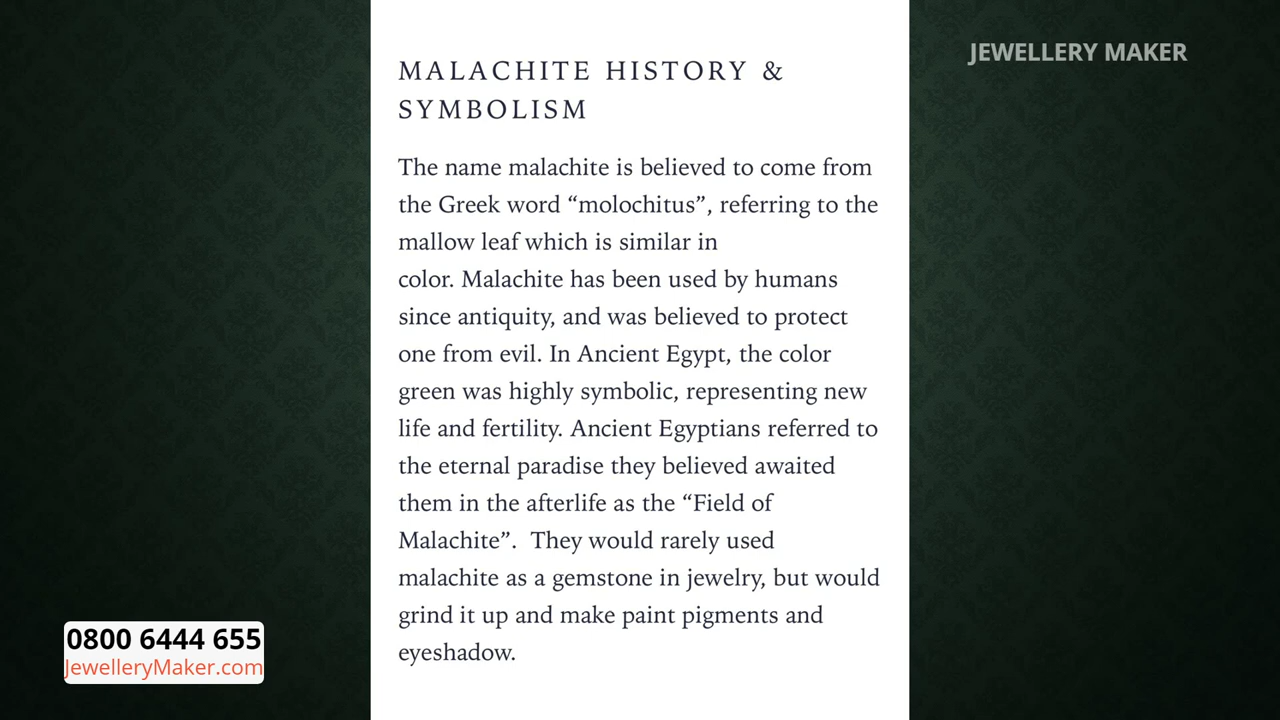 MALACHITE HISTORY &
SYMBOLISM
JEWELLERY MAKER
The name malachite is believed to come from
the Greek word “molochitus”, referring to the
mallow leaf which is similar in
color. Malachite has been used by humans
since antiquity, and was believed to protect
one from evil. In Ancient Egypt, the color
green was highly symbolic, representing new
life and fertility. Ancient Egyptians referred to
the eternal paradise they believed awaited
them in the afterlife as the “Field of
Malachite”.  They would rarely used
malachite as a gemstone in jewelry, but would
grind it up and make paint pigments and
eyeshadow.
0800 6444 655
JewelleryMaker.com